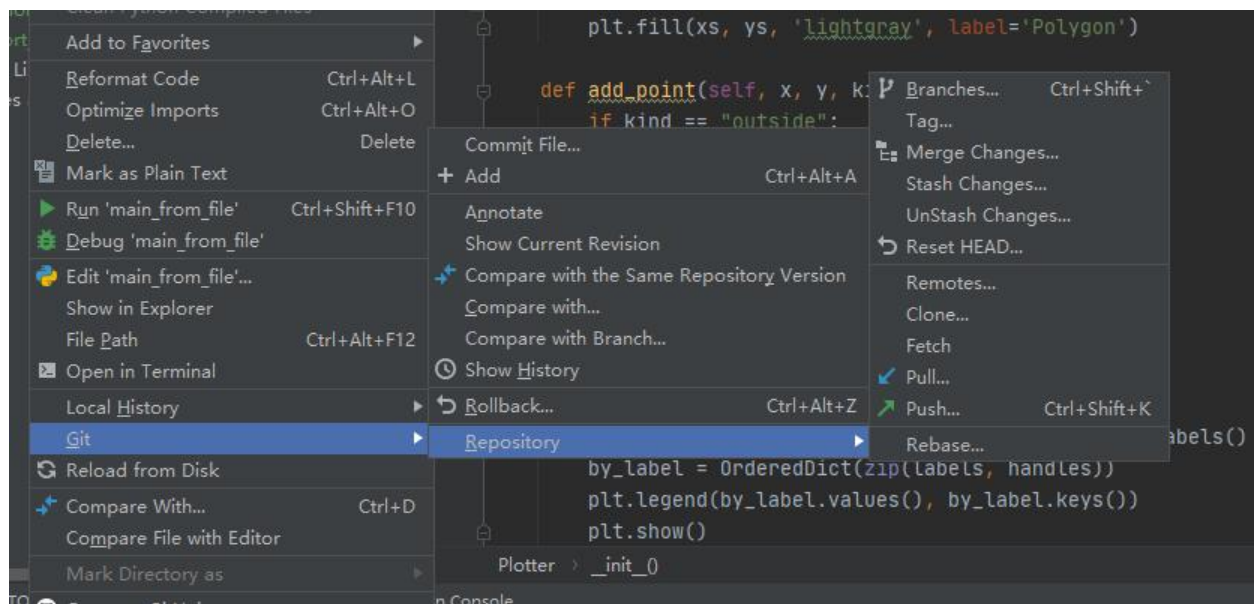 Clean Python Compiled Files
Add to Favorites
Reformat Code Ctrl+Alt+L
Optimize Imports Ctrl+Alt+O
Delete... Delete
Mark as Plain Text
Run 'main_from_file' Ctrl+Shift+F10
Debug 'main_from_file'
Edit 'main_from_file'...
Show in Explorer
File Path Ctrl+Alt+F12
Open in Terminal
Local History
Git
Reload from Disk
Compare With... Ctrl+D
Compare File with Editor
Mark Directory as
Commit File...
+ Add Ctrl+Alt+A
Annotate
Show Current Revision
Compare with the Same Repository Version
Compare with...
Compare with Branch...
Show History
Rollback... Ctrl+Alt+Z
Repository
Branches... Ctrl+Shift+`
Tag...
Merge Changes...
Stash Changes...
UnStash Changes...
Reset HEAD...
Remotes...
Clone...
Fetch
Pull...
Push... Ctrl+Shift+K
Rebase...
plt.fill(xs, ys, 'lightgray', label='Polygon')
def add_point(self, x, y, ki
if kind == "outside":
abels()
by_label = OrderedDict(zip(labels, handles))
plt.legend(by_label.values(), by_label.keys())
plt.show()
Plotter › __init__()
n Console